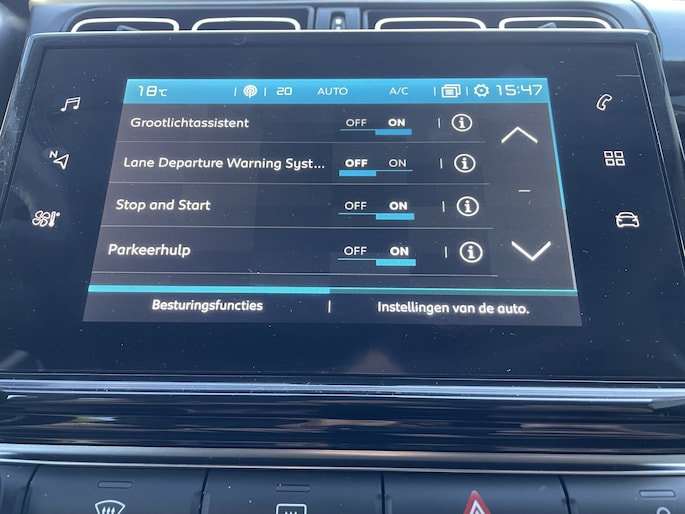 18°C 20 AUTO A/C 15:47
Grootlichtassistent OFF ON
Lane Departure Warning Syst... OFF ON
Stop and Start OFF ON
Parkeerhulp OFF ON
Besturingsfuncties | Instellingen van de auto.
N